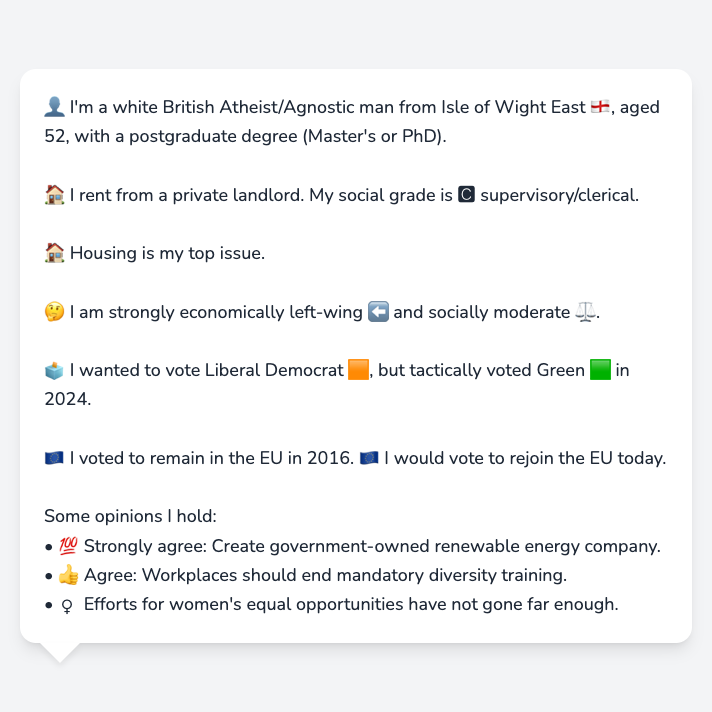 👤 I'm a white British Atheist/Agnostic man from Isle of Wight East 🏴󠁧󠁢󠁥󠁮󠁧󠁿, aged
52, with a postgraduate degree (Master's or PhD).
🏠 I rent from a private landlord. My social grade is 🅲 supervisory/clerical.
🏠 Housing is my top issue.
🤔 I am strongly economically left-wing ⬅️ and socially moderate ⚖️.
🗳️ I wanted to vote Liberal Democrat 🟧, but tactically voted Green 🟩 in
2024.
🇪🇺 I voted to remain in the EU in 2016. 🇪🇺 I would vote to rejoin the EU today.
Some opinions I hold:
• 💯 Strongly agree: Create government-owned renewable energy company.
• 👍 Agree: Workplaces should end mandatory diversity training.
• ♀ Efforts for women's equal opportunities have not gone far enough.